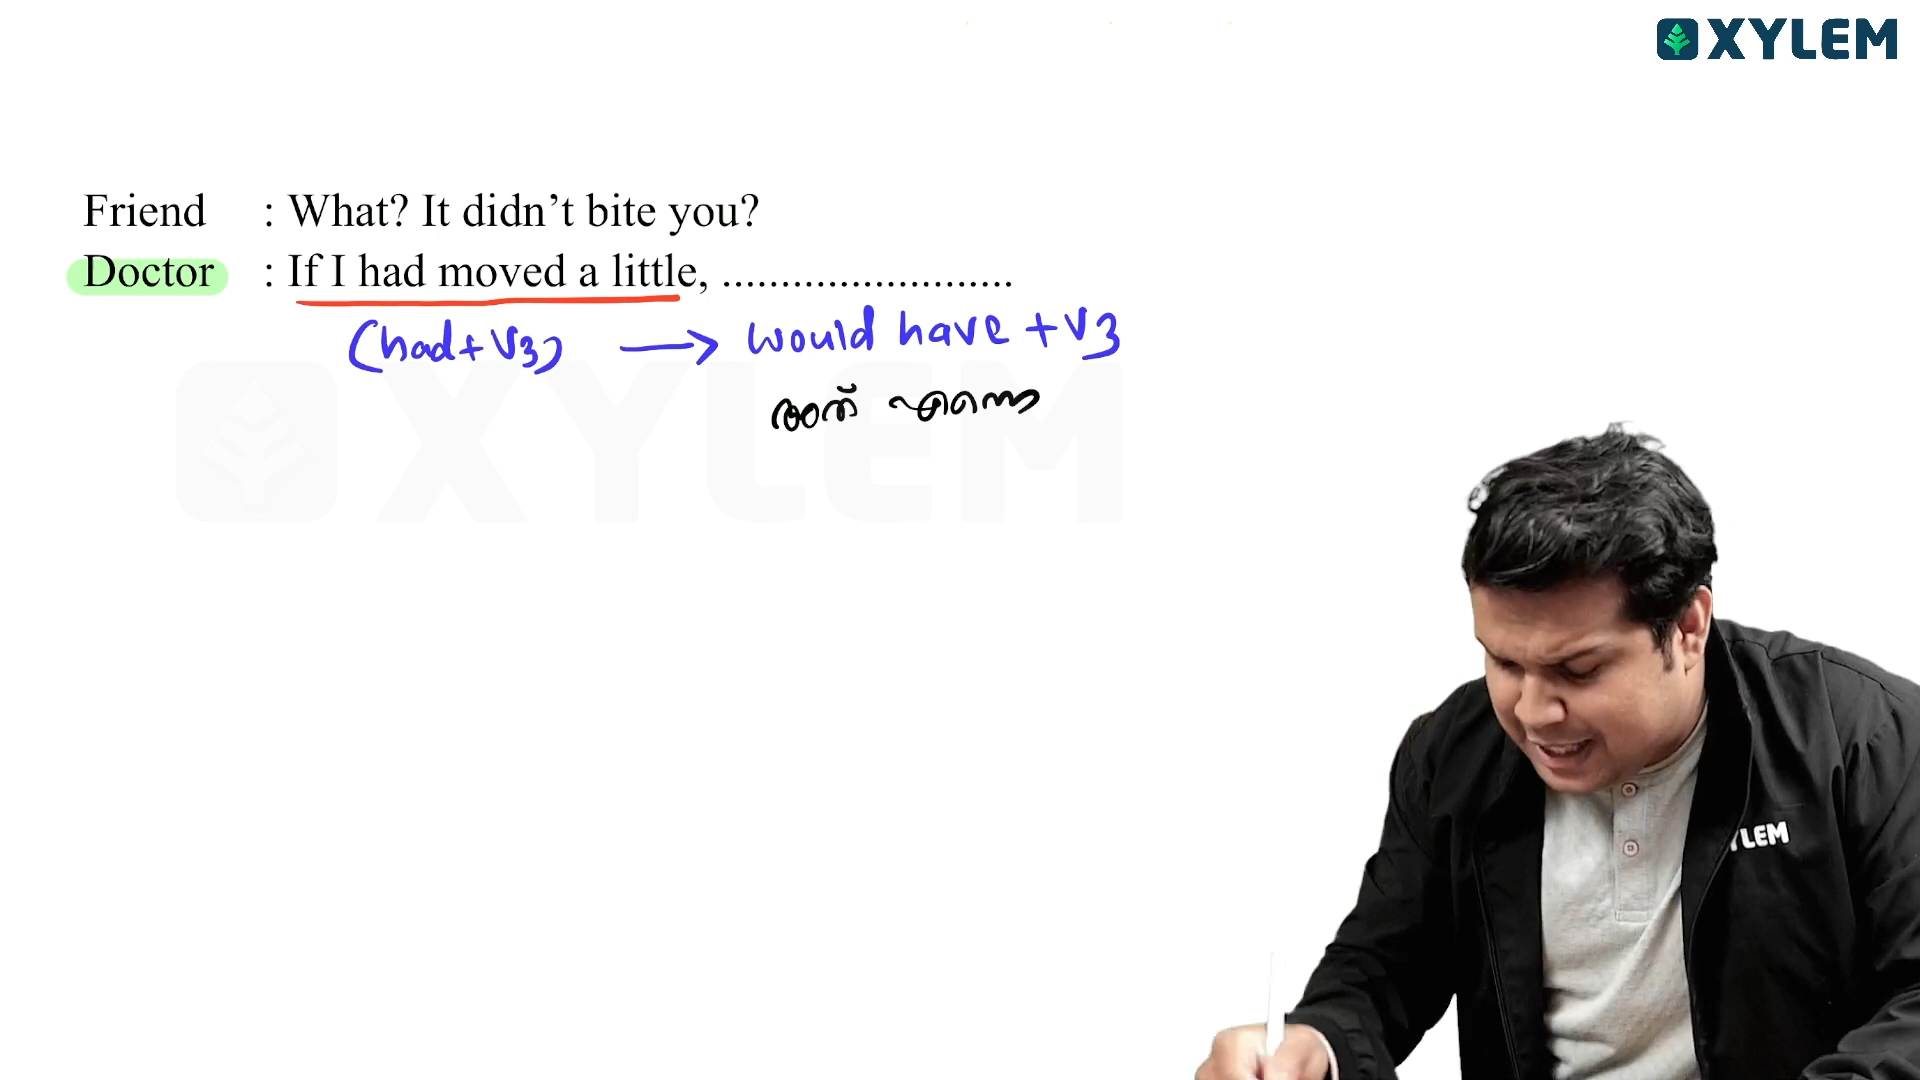 XYLEM
Friend : What? It didn’t bite you?
Doctor : If I had moved a little, .........................
(had + V3) → would have + V3
അത് എന്നെ
XYLEM
YLEM